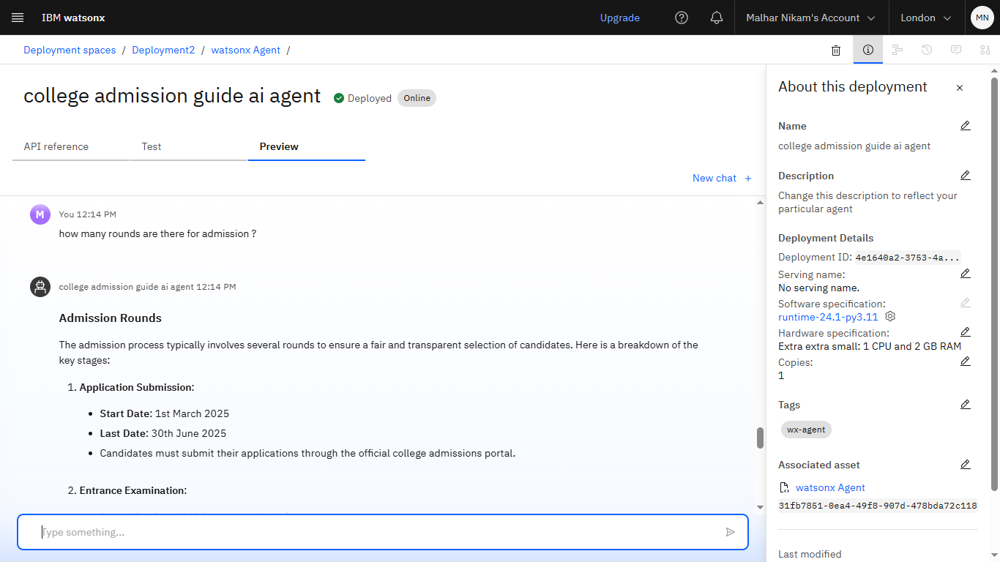 IBM watsonx
Upgrade
Malhar Nikam's Account
London
MN
Deployment spaces / Deployment2 / watsonx Agent /
college admission guide ai agent
Deployed
Online
API reference
Test
Preview
New chat +
M
You 12:14 PM
how many rounds are there for admission ?
college admission guide ai agent 12:14 PM
Admission Rounds
The admission process typically involves several rounds to ensure a fair and transparent selection of candidates. Here is a breakdown of the
key stages:
1. Application Submission:
• Start Date: 1st March 2025
• Last Date: 30th June 2025
• Candidates must submit their applications through the official college admissions portal.
2. Entrance Examination:
Type something...
About this deployment
Name
college admission guide ai agent
Description
Change this description to reflect your
particular agent
Deployment Details
Deployment ID: 4e1640a2-3753-4a...
Serving name:
No serving name.
Software specification:
runtime-24.1-py3.11
Hardware specification:
Extra extra small: 1 CPU and 2 GB RAM
Copies:
1
Tags
wx-agent
Associated asset
watsonx Agent
31fb7851-0ea4-49f8-907d-478bda72c118
Last modified